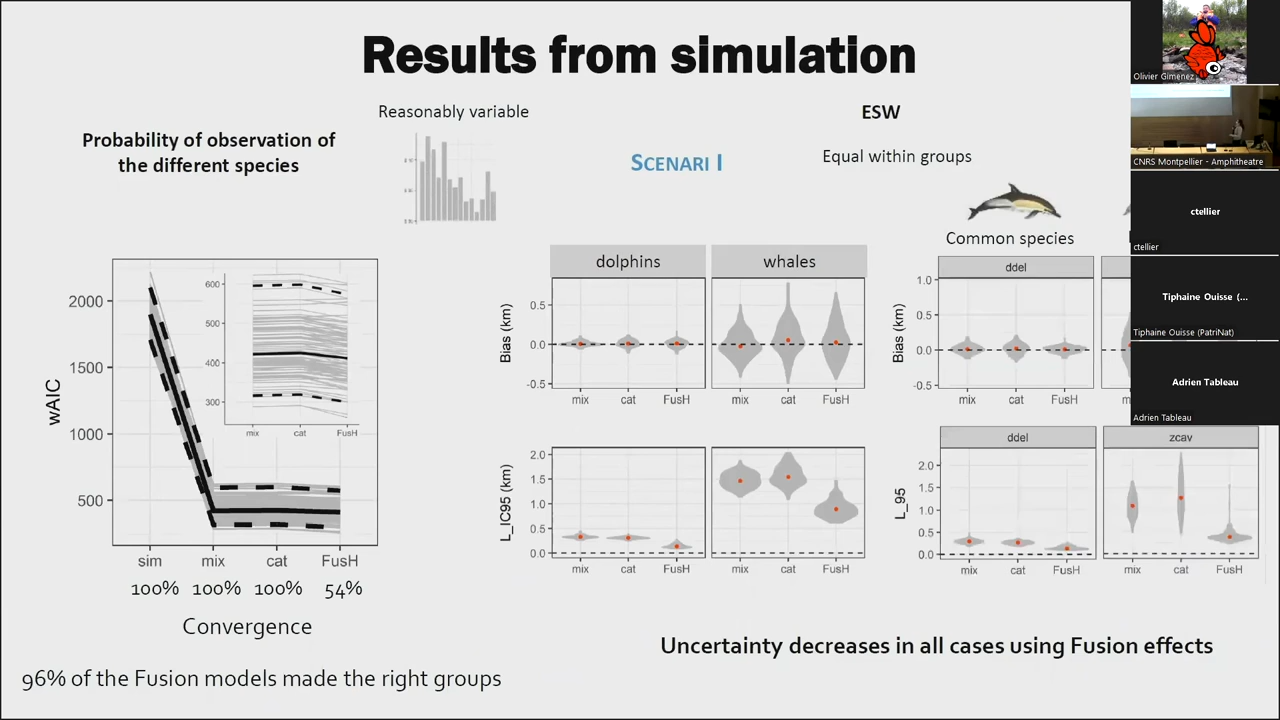 Results from simulation
Reasonably variable
ESW
Probability of observation of
the different species
SCENARI I
Equal within groups
Common species
wAIC
2000
1500
1000
500
600
500
400
300
mix cat FusH
sim mix cat FusH
100% 100% 100% 54%
Convergence
96% of the Fusion models made the right groups
dolphins whales
Bias (km)
0.5
0.0
-0.5
mix cat FusH mix cat FusH
L_IC95 (km)
2.0
1.5
1.0
0.5
0.0
mix cat FusH mix cat FusH
ddel
Bias (km)
1.0
0.5
0.0
-0.5
mix cat FusH
ddel zcav
L_95
2.0
1.5
1.0
0.5
0.0
mix cat FusH mix cat FusH
Uncertainty decreases in all cases using Fusion effects
Olivier Gimenez
CNRS Montpellier - Amphitheatre
ctellier
ctellier
Tiphaine Ouisse (...
Tiphaine Ouisse (PatriNat)
Adrien Tableau
Adrien Tableau